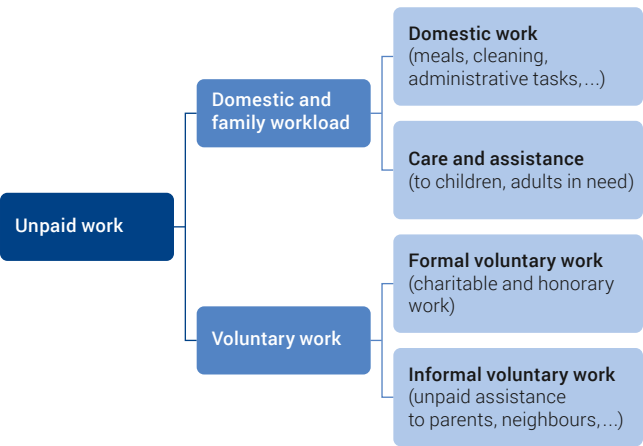 Unpaid work
Domestic and
family workload
Domestic work
(meals, cleaning,
administrative tasks,…)
Care and assistance
(to children, adults in need)
Voluntary work
Formal voluntary work
(charitable and honorary
work)
Informal voluntary work
(unpaid assistance
to parents, neighbours,…)